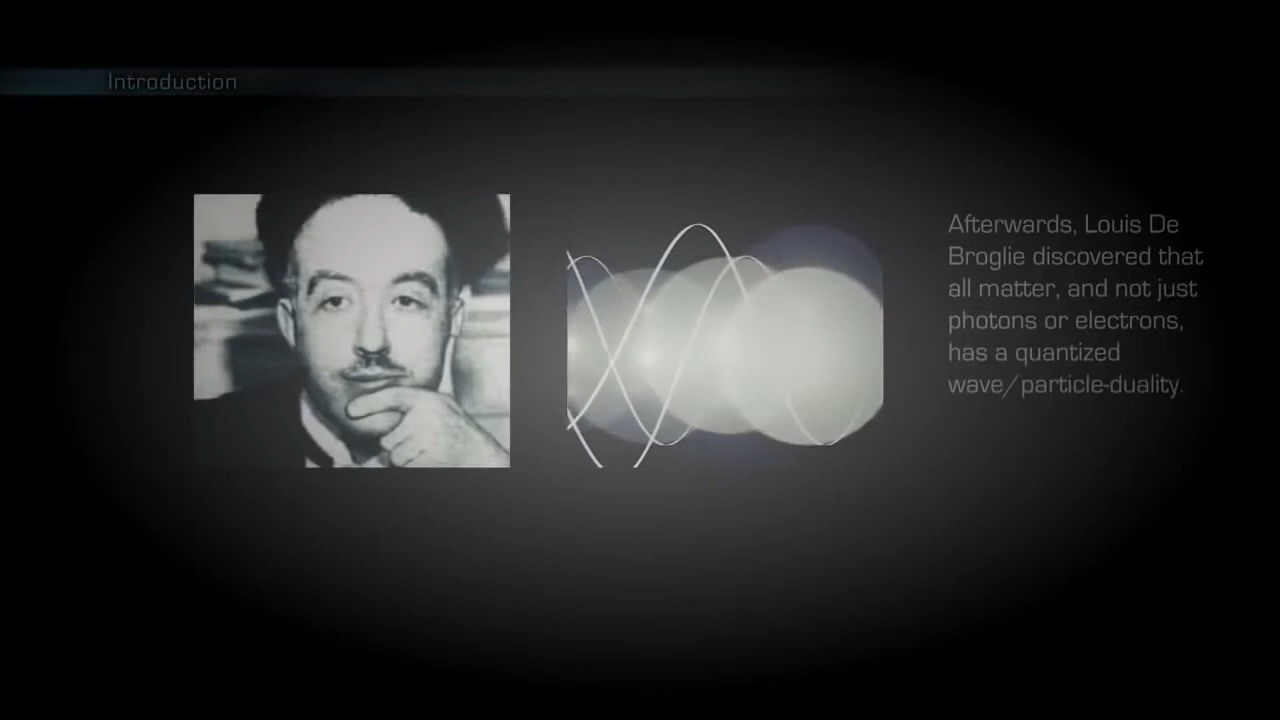 Introduction
Afterwards, Louis De
Broglie discovered that
all matter, and not just
photons or electrons,
has a quantized
wave/particle-duality.